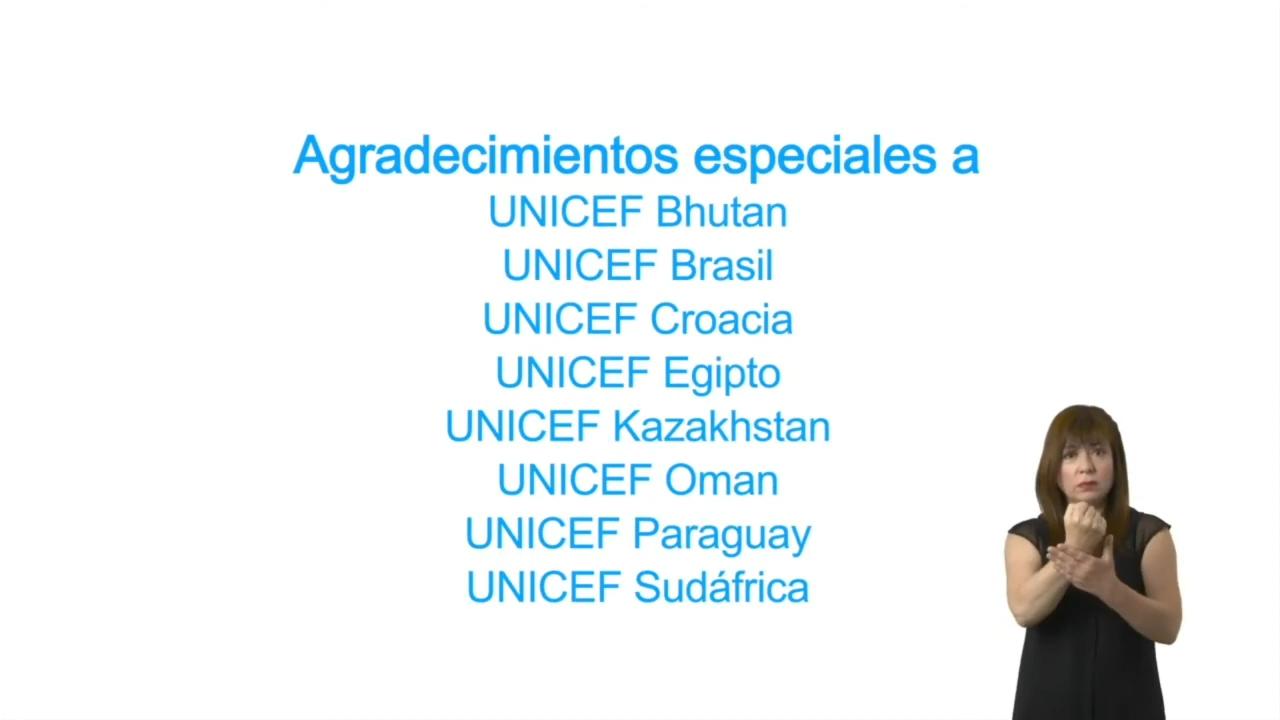 Agradecimientos especiales a
UNICEF Bhutan
UNICEF Brasil
UNICEF Croacia
UNICEF Egipto
UNICEF Kazakhstan
UNICEF Oman
UNICEF Paraguay
UNICEF Sudáfrica